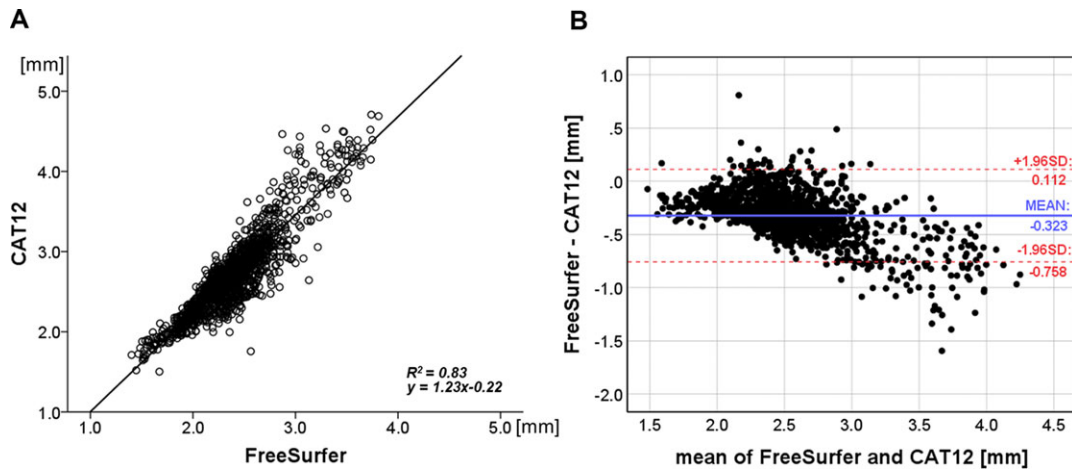 A
[mm]
5.0
4.0
3.0
2.0
1.0
CAT12
R² = 0.83
y = 1.23x-0.22
1.0
2.0
3.0
4.0
5.0
[mm]
FreeSurfer
B
1.0
.5
.0
-.5
-1.0
-1.5
-2.0
FreeSurfer - CAT12 [mm]
+1.96SD:
0.112
MEAN:
-0.323
-1.96SD:
-0.758
1.5
2.0
2.5
3.0
3.5
4.0
4.5
mean of FreeSurfer and CAT12 [mm]